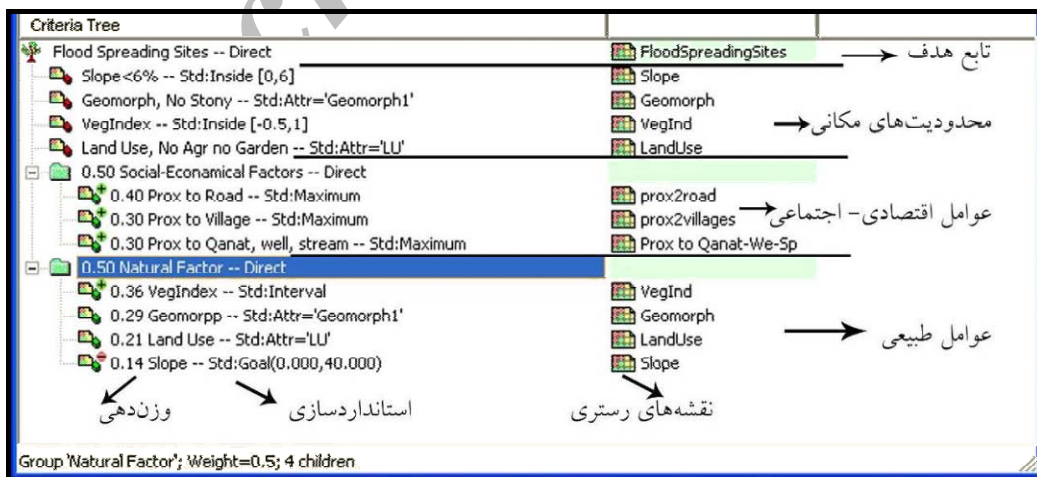 Criteria Tree
Flood Spreading Sites -- Direct FloodSpreadingSites تابع هدف
Slope<6% -- Std:Inside [0,6] Slope
Geomorph, No Stony -- Std:Attr='Geomorph1' Geomorph
VegIndex -- Std:Inside [-0.5,1] VegInd محدودیت‌های مکانی
Land Use, No Agr no Garden -- Std:Attr='LU' LandUse
0.50 Social-Economical Factors -- Direct
0.40 Prox to Road -- Std:Maximum prox2road
0.30 Prox to Village -- Std:Maximum prox2villages عوامل اقتصادی- اجتماعی
0.30 Prox to Qanat, well, stream -- Std:Maximum Prox to Qanat-We-Sp
0.50 Natural Factor -- Direct
0.36 VegIndex -- Std:Interval VegInd
0.29 Geomorpp -- Std:Attr='Geomorph1' Geomorph
0.21 Land Use -- Std:Attr='LU' LandUse عوامل طبیعی
0.14 Slope -- Std:Goal(0.000,40.000) Slope
وزن‌دهی استانداردسازی نقشه‌های رستری
Group 'Natural Factor'; Weight=0.5; 4 children